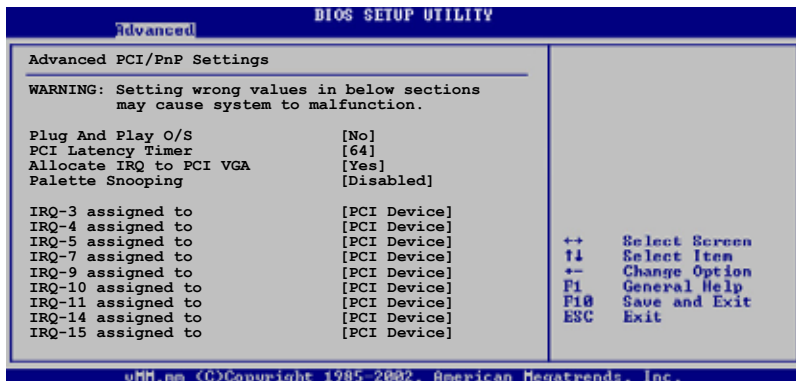 BIOS SETUP UTILITY
Advanced
Advanced PCI/PnP Settings
WARNING: Setting wrong values in below sections
may cause system to malfunction.
Plug And Play O/S [No]
PCI Latency Timer [64]
Allocate IRQ to PCI VGA [Yes]
Palette Snooping [Disabled]
IRQ-3 assigned to [PCI Device]
IRQ-4 assigned to [PCI Device]
IRQ-5 assigned to [PCI Device]
IRQ-7 assigned to [PCI Device]
IRQ-9 assigned to [PCI Device]
IRQ-10 assigned to [PCI Device]
IRQ-11 assigned to [PCI Device]
IRQ-14 assigned to [PCI Device]
IRQ-15 assigned to [PCI Device]
←→ Select Screen
↑↓ Select Item
+- Change Option
F1 General Help
F10 Save and Exit
ESC Exit
vMM.mm (C)Copyright 1985-2002, American Megatrends, Inc.